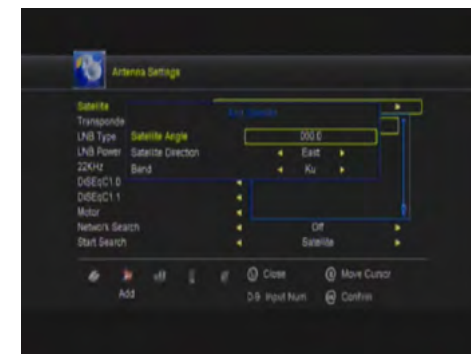 Antenna Settings
Satellite
Transponde
LNB Type
LNB Power
22KHz
DiSEqC1.0
DiSEqC1.1
Motor
Network Search Off
Start Search Satellite
Satellite Angle 000.0
Satellite Direction East
Band Ku
Add
Close
Move Cursor
0.9 Input Num
Confirm